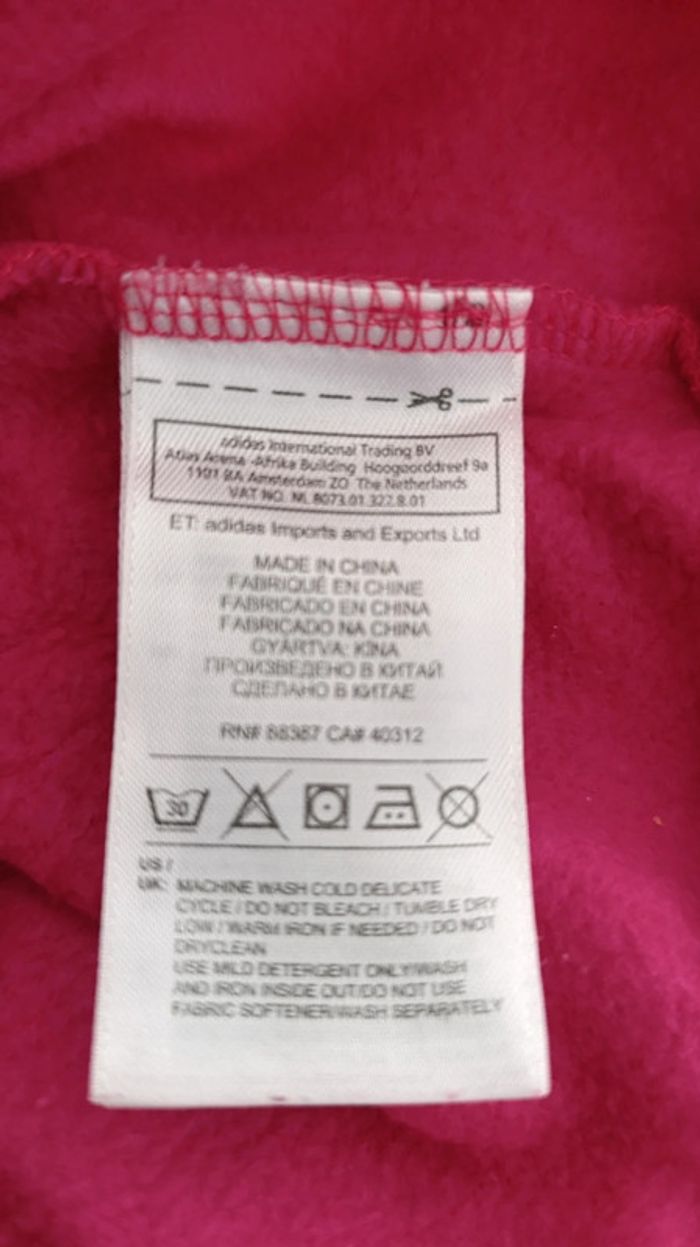 adidas International Trading BV
Atlas Arena -Afrika Building Hoogoorddreef 9a
1101 BA Amsterdam ZO The Netherlands
VAT NO. NL 8073.01.327.B.01
ET: adidas Imports and Exports Ltd
MADE IN CHINA
FABRIQUÉ EN CHINE
FABRICADO EN CHINA
FABRICADO NA CHINA
GYÁRTVA: KÍNA
ПРОИЗВЕДЕНО В КИТАЙ
СДЕЛАНО В КИТАЕ
RN# 88387 CA# 40312
30
US /
UK: MACHINE WASH COLD DELICATE
CYCLE / DO NOT BLEACH / TUMBLE DRY
LOW / WARM IRON IF NEEDED / DO NOT
DRYCLEAN
USE MILD DETERGENT ONLY/WASH
AND IRON INSIDE OUT/DO NOT USE
FABRIC SOFTENER/WASH SEPARATELY